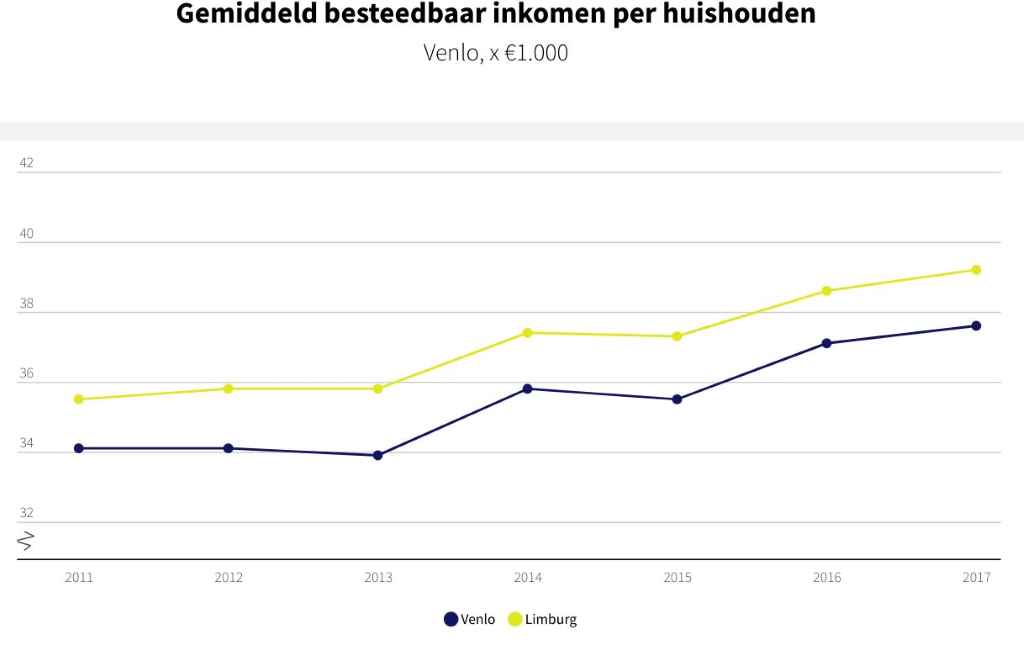 Gemiddeld besteedbaar inkomen per huishouden
Venlo, x €1.000
42
40
38
36
34
32
2011 2012 2013 2014 2015 2016 2017
Venlo Limburg